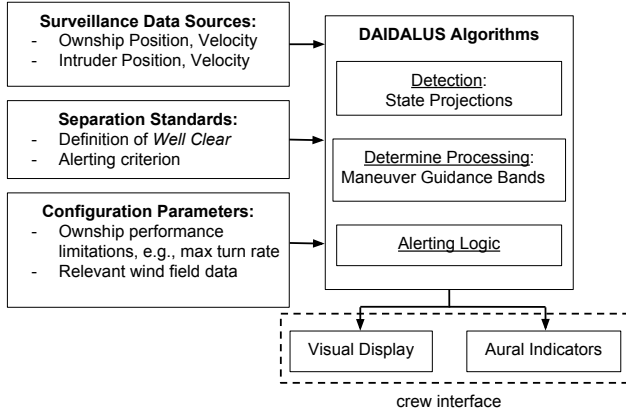 Surveillance Data Sources:
- Ownship Position, Velocity
- Intruder Position, Velocity
Separation Standards:
- Definition of Well Clear
- Alerting criterion
Configuration Parameters:
- Ownship performance
limitations, e.g., max turn rate
- Relevant wind field data
DAIDALUS Algorithms
Detection:
State Projections
Determine Processing:
Maneuver Guidance Bands
Alerting Logic
Visual Display
Aural Indicators
crew interface